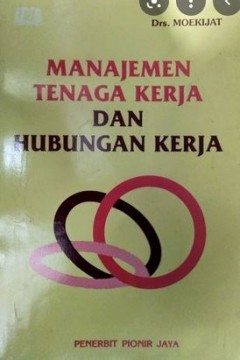 Drs. MOEKIJAT
MANAJEMEN
TENAGA KERJA
DAN
HUBUNGAN KERJA
PENERBIT PIONIR JAYA